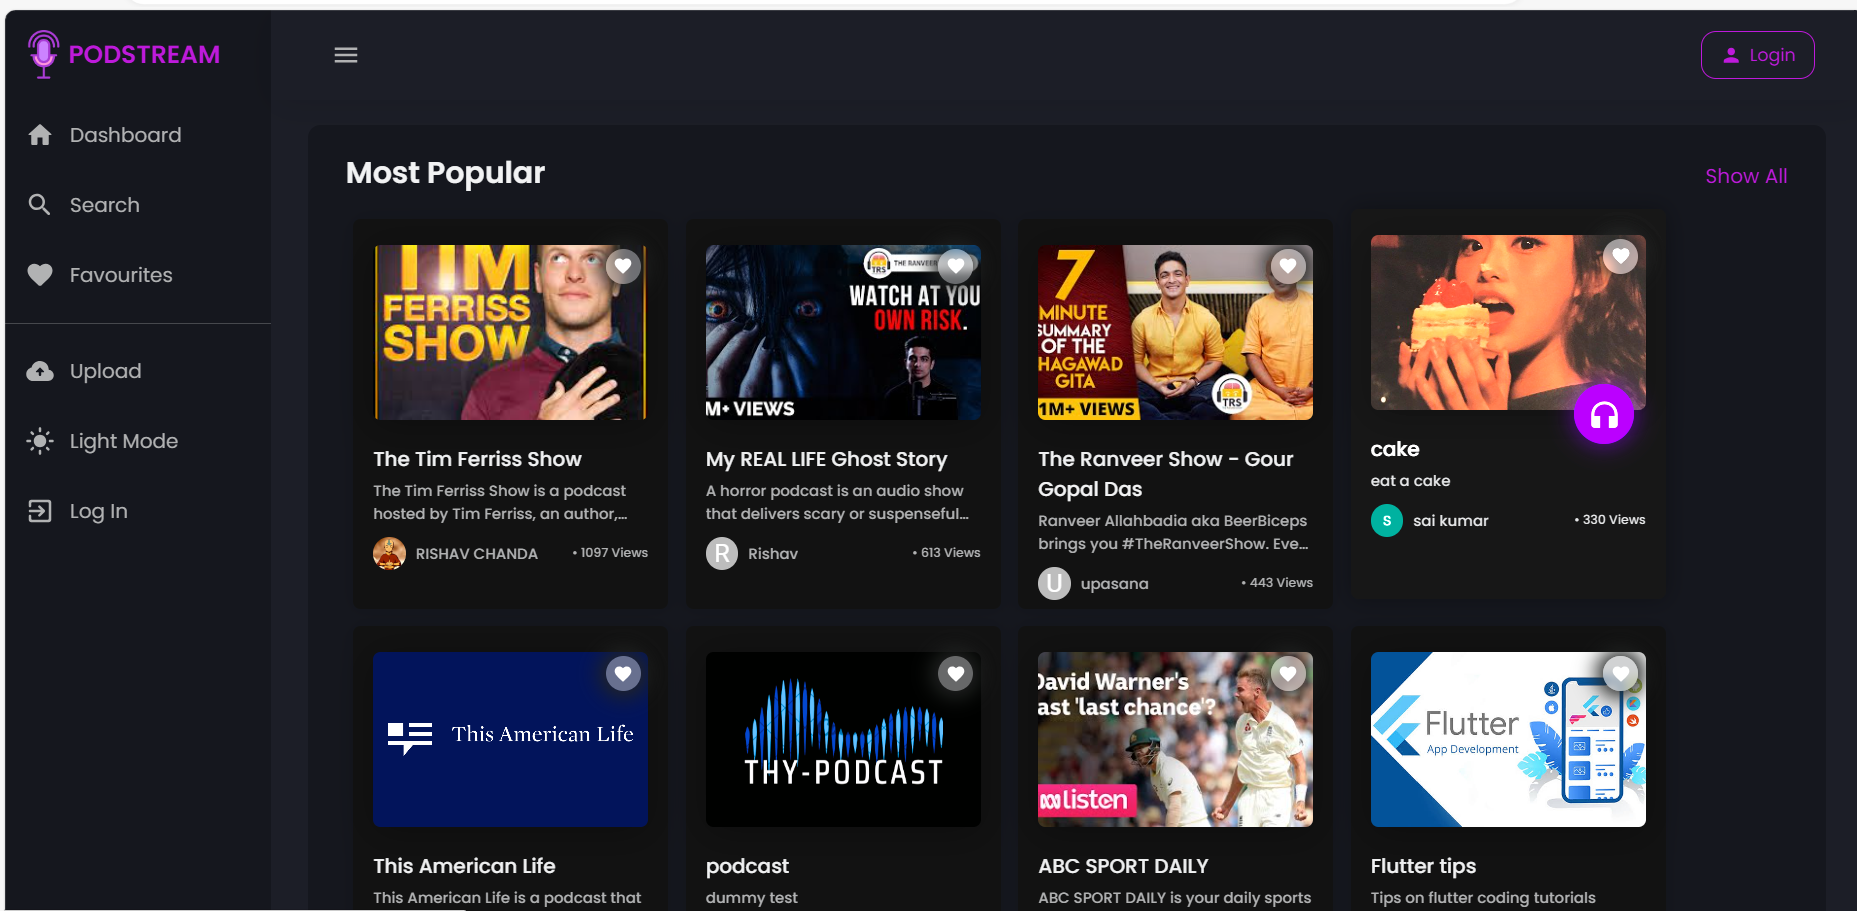 PODSTREAM
Login
Dashboard
Search
Favourites
Upload
Light Mode
Log In
Most Popular
Show All
TIM
FERRISS
SHOW
The Tim Ferriss Show
The Tim Ferriss Show is a podcast
hosted by Tim Ferriss, an author,...
RISHAV CHANDA
• 1097 Views
THE RANVEER
TRS
WATCH AT YOU
OWN RISK.
M+ VIEWS
My REAL LIFE Ghost Story
A horror podcast is an audio show
that delivers scary or suspenseful...
R
Rishav
• 613 Views
7
MINUTE
SUMMARY
OF THE
HAGAWAD
GITA
1M+ VIEWS
TRS
The Ranveer Show - Gour
Gopal Das
Ranveer Allahbadia aka BeerBiceps
brings you #TheRanveerShow. Eve...
U
upasana
• 443 Views
cake
eat a cake
S
sai kumar
• 330 Views
This American Life
This American Life
This American Life is a podcast that
THY-PODCAST
podcast
dummy test
David Warner's
ast 'last chance'?
listen
ABC SPORT DAILY
ABC SPORT DAILY is your daily sports
Flutter
App Development
Flutter tips
Tips on flutter coding tutorials